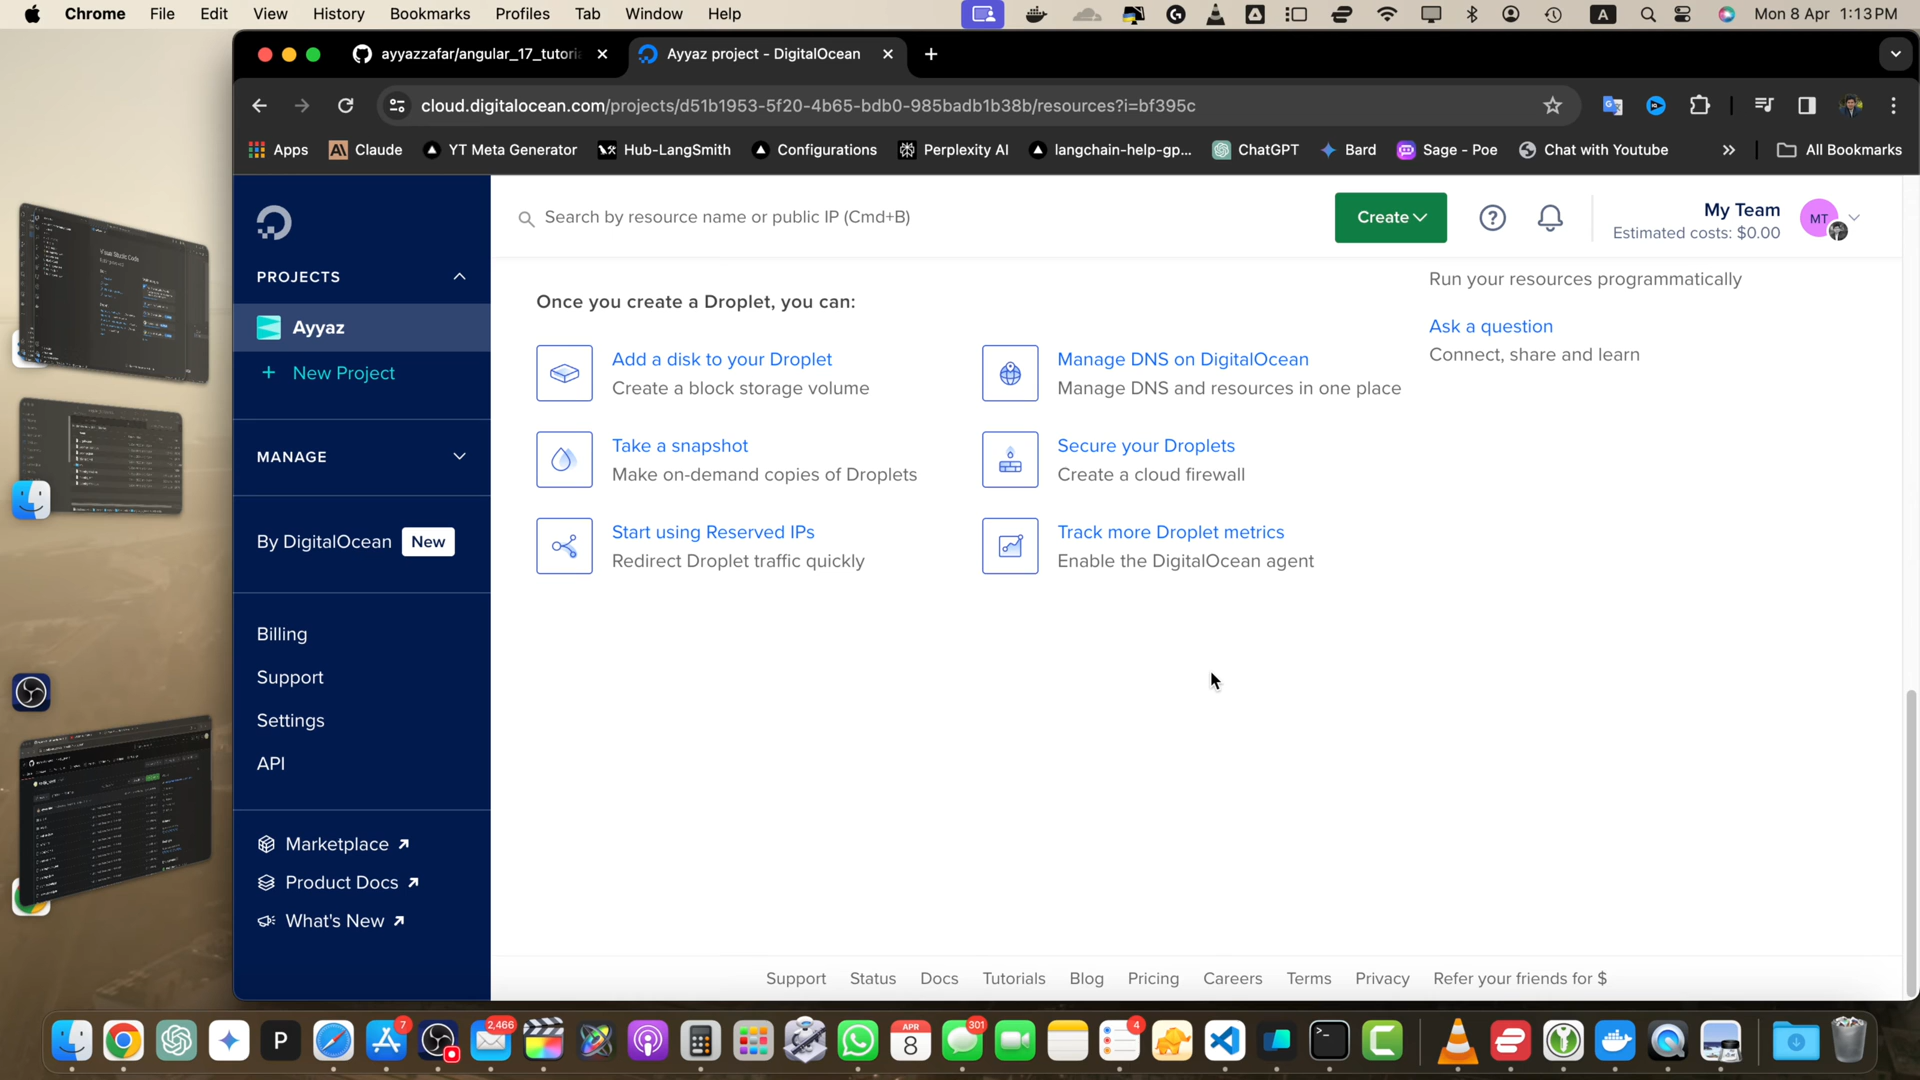 Chrome File Edit View History Bookmarks Profiles Tab Window Help
A
Mon 8 Apr 1:13PM
ayyazzafar/angular_17_tutori
Ayyaz project - DigitalOcean
cloud.digitalocean.com/projects/d51b1953-5f20-4b65-bdb0-985badb1b38b/resources?i=bf395c
Apps Claude YT Meta Generator Hub-LangSmith Configurations Perplexity AI langchain-help-gp... ChatGPT Bard Sage - Poe Chat with Youtube All Bookmarks
Search by resource name or public IP (Cmd+B)
Create
My Team
Estimated costs: $0.00
MT
PROJECTS
Ayyaz
+ New Project
MANAGE
By DigitalOcean New
Billing
Support
Settings
API
Marketplace
Product Docs
What's New
Once you create a Droplet, you can:
Add a disk to your Droplet
Create a block storage volume
Manage DNS on DigitalOcean
Manage DNS and resources in one place
Take a snapshot
Make on-demand copies of Droplets
Secure your Droplets
Create a cloud firewall
Start using Reserved IPs
Redirect Droplet traffic quickly
Track more Droplet metrics
Enable the DigitalOcean agent
Run your resources programmatically
Ask a question
Connect, share and learn
Support Status Docs Tutorials Blog Pricing Careers Terms Privacy Refer your friends for $
P
7
2,466
APR
8
301
4